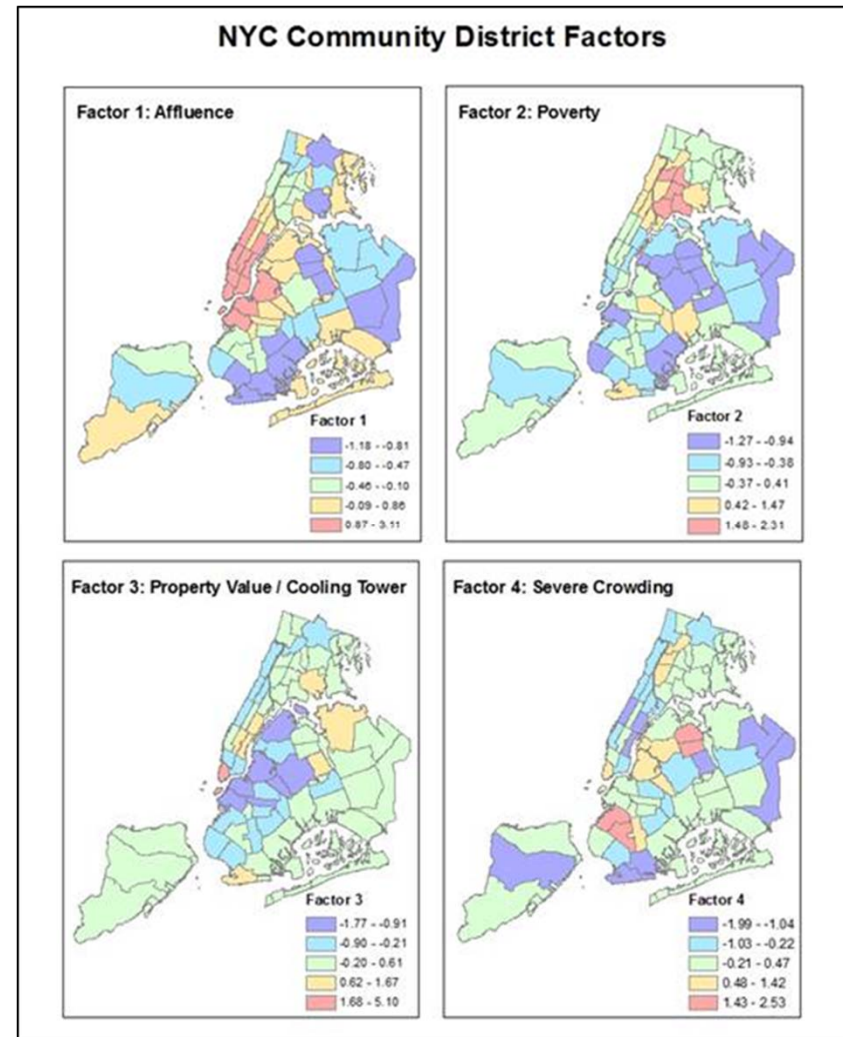 NYC Community District Factors
Factor 1: Affluence
Factor 1
-1.18 - -0.81
-0.80 - -0.47
-0.46 - -0.10
-0.09 - 0.86
0.87 - 3.11
Factor 2: Poverty
Factor 2
-1.27 - -0.94
-0.93 - -0.38
-0.37 - 0.41
0.42 - 1.47
1.48 - 2.31
Factor 3: Property Value / Cooling Tower
Factor 3
-1.77 - -0.91
-0.90 - -0.21
-0.20 - 0.61
0.62 - 1.67
1.68 - 5.10
Factor 4: Severe Crowding
Factor 4
-1.99 - -1.04
-1.03 - -0.22
-0.21 - 0.47
0.48 - 1.42
1.43 - 2.53